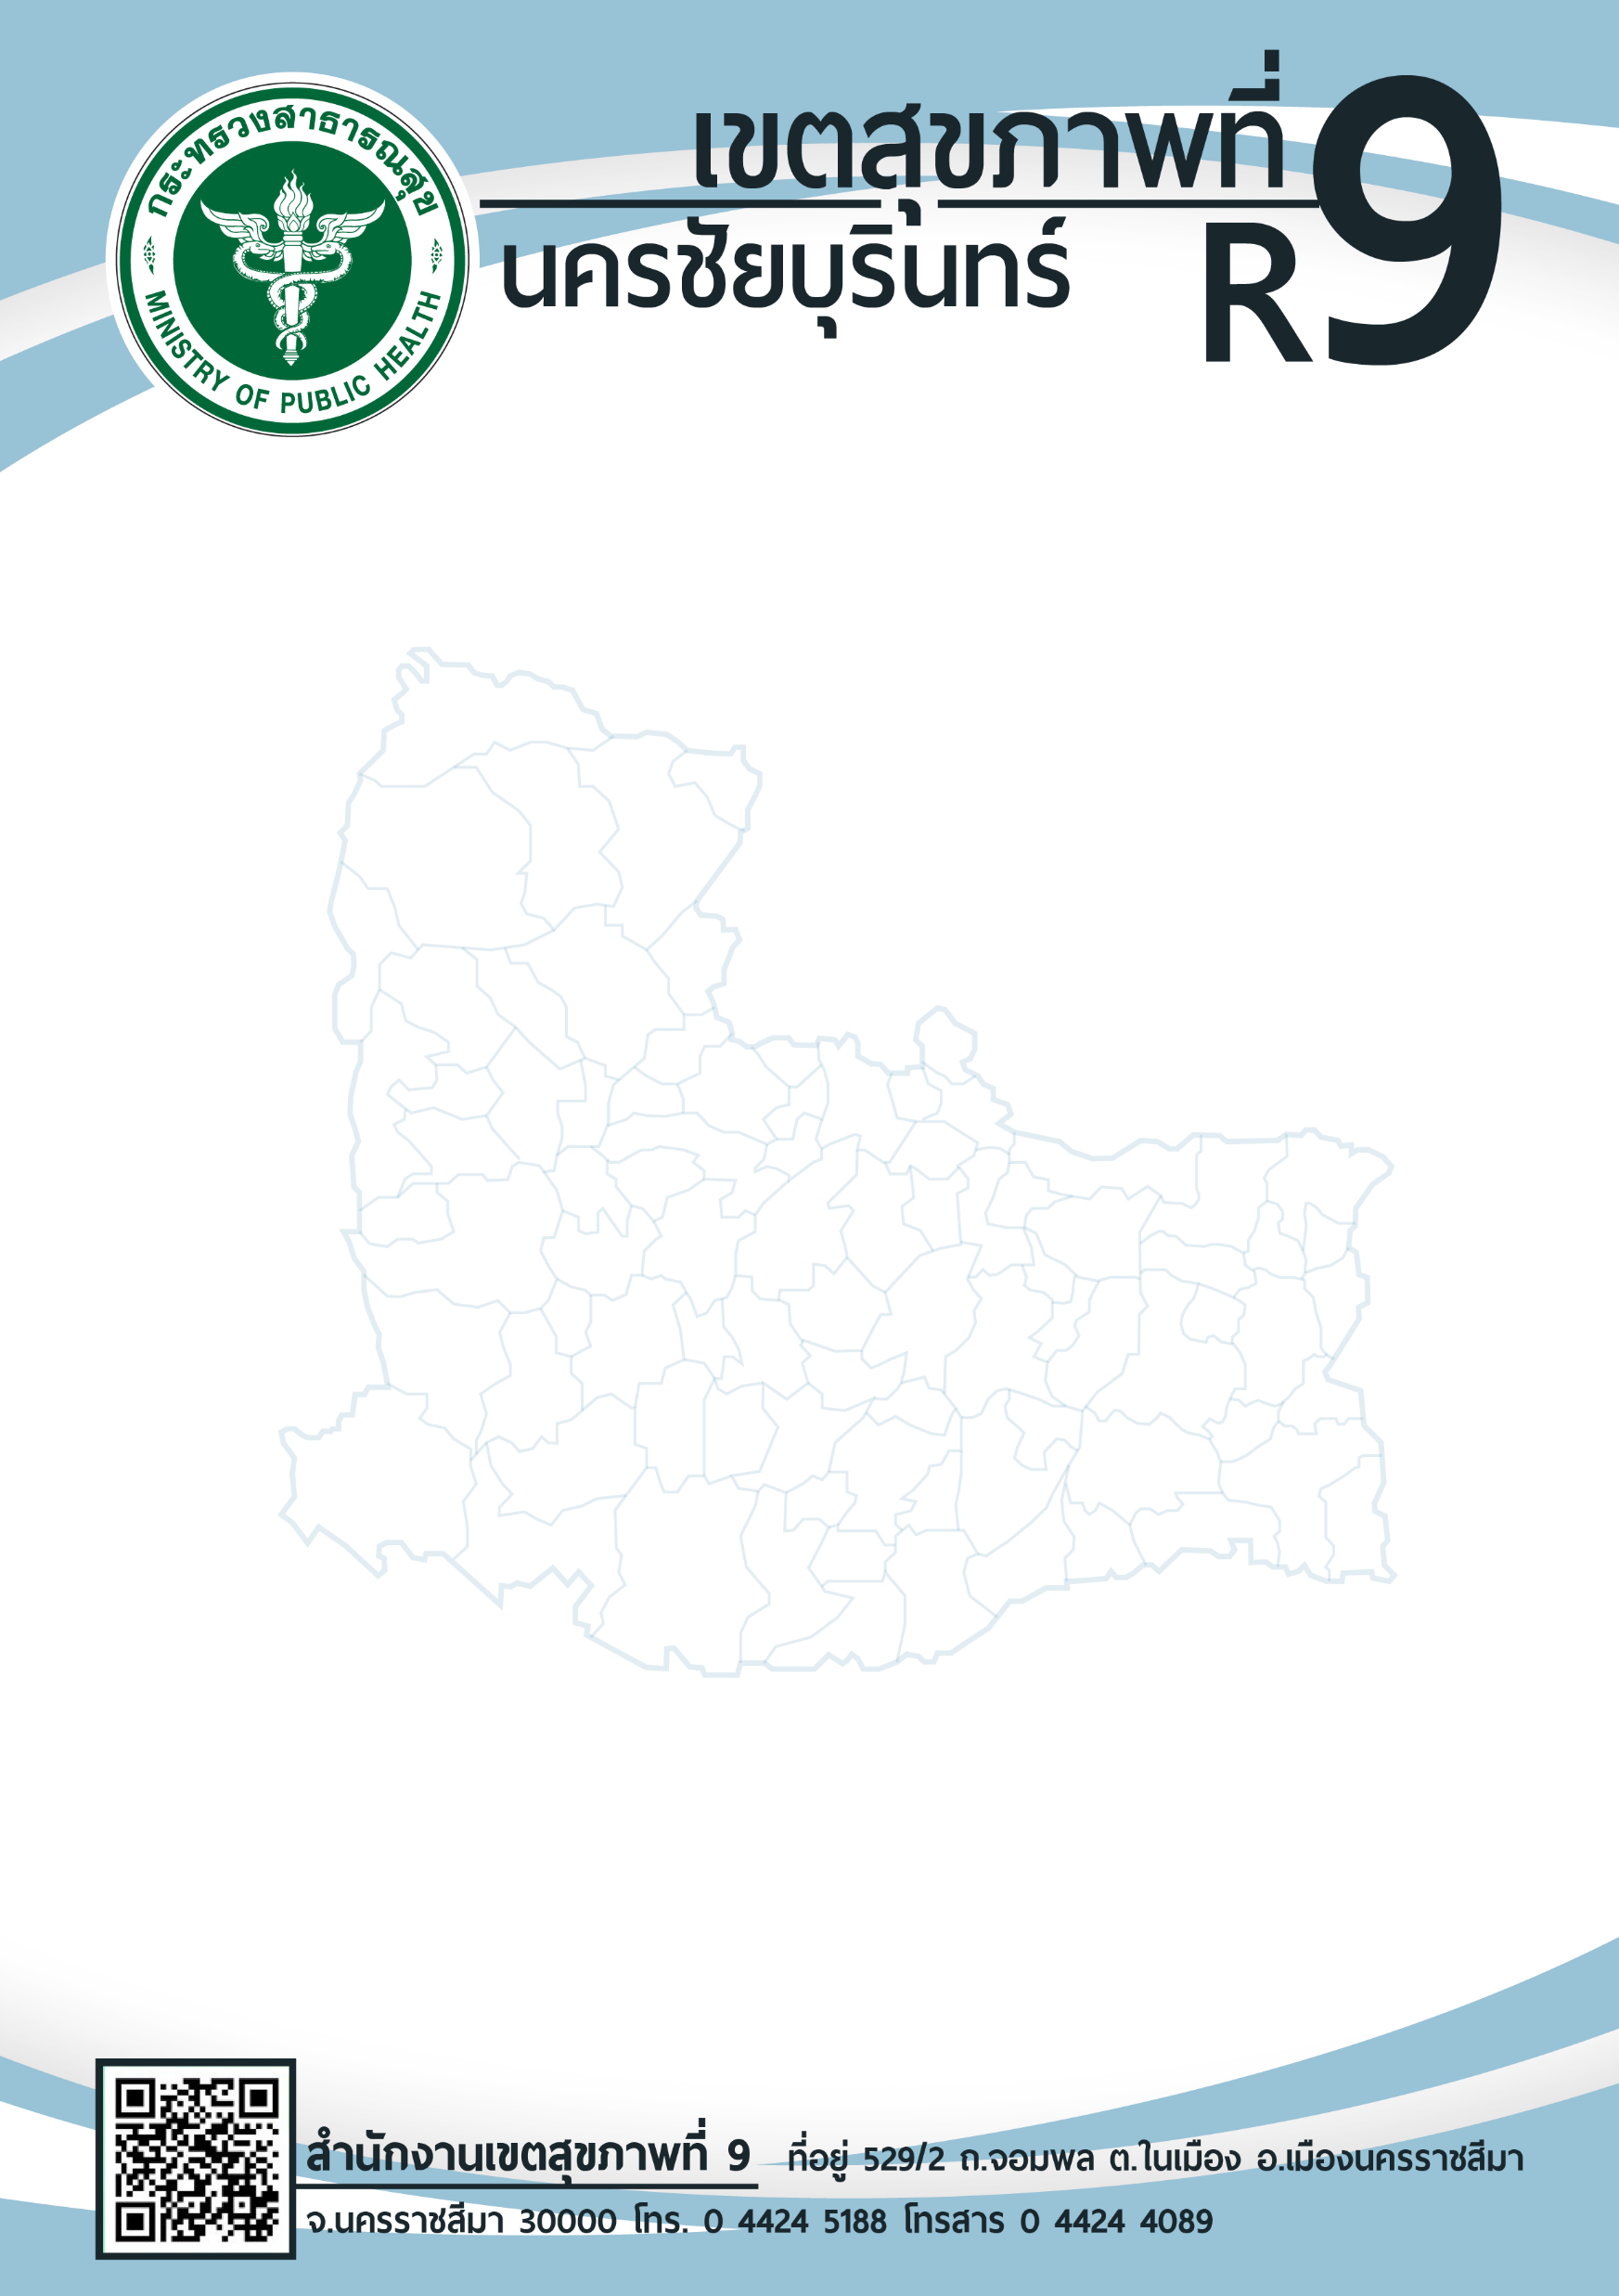 กระทรวงสาธารณสุข
MINISTRY OF PUBLIC HEALTH
เขตสุขภาพที่ 9
นครชัยบุรินทร์ R9
สำนักงานเขตสุขภาพที่ 9 ที่อยู่ 529/2 ถ.จอมพล ต.ในเมือง อ.เมืองนครราชสีมา
จ.นครราชสีมา 30000 โทร. 0 4424 5188 โทรสาร 0 4424 4089